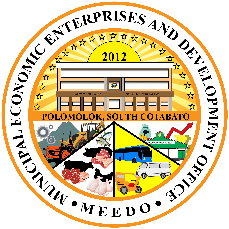 MUNICIPAL ECONOMIC ENTERPRISES AND DEVELOPMENT OFFICE
2012
POLOMOLOK, SOUTH COTABATO
• MEEDO •